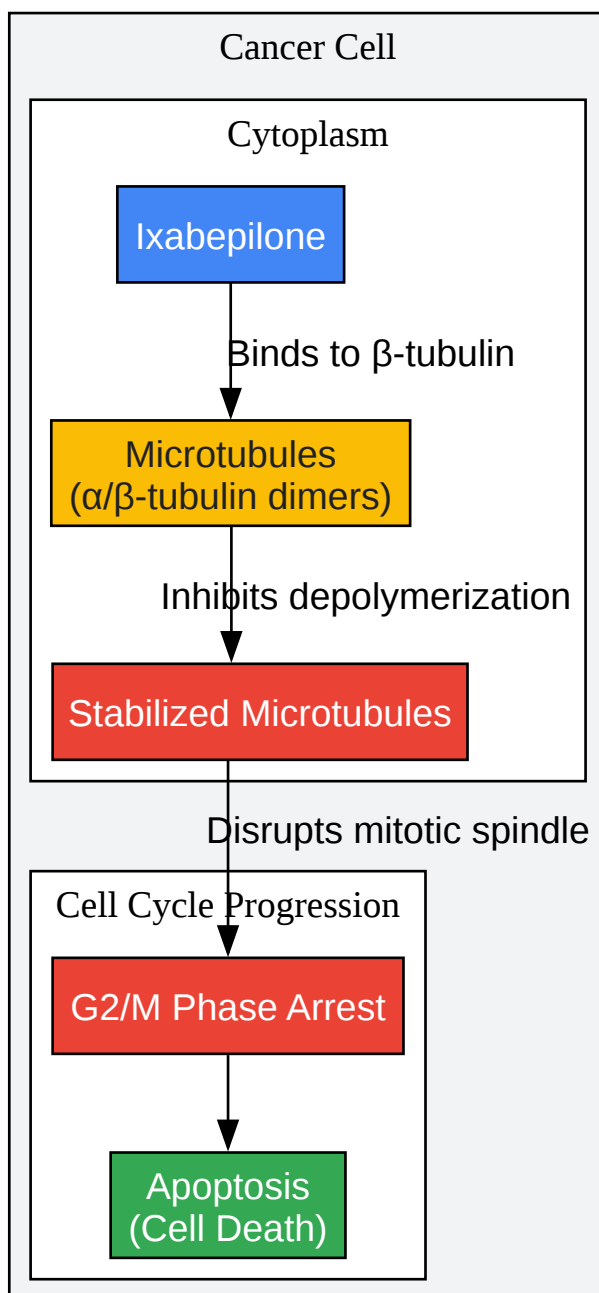 Cancer Cell
Cytoplasm
Ixabepilone
Binds to β-tubulin
Microtubules
(α/β-tubulin dimers)
Inhibits depolymerization
Stabilized Microtubules
Disrupts mitotic spindle
Cell Cycle Progression
G2/M Phase Arrest
Apoptosis
(Cell Death)